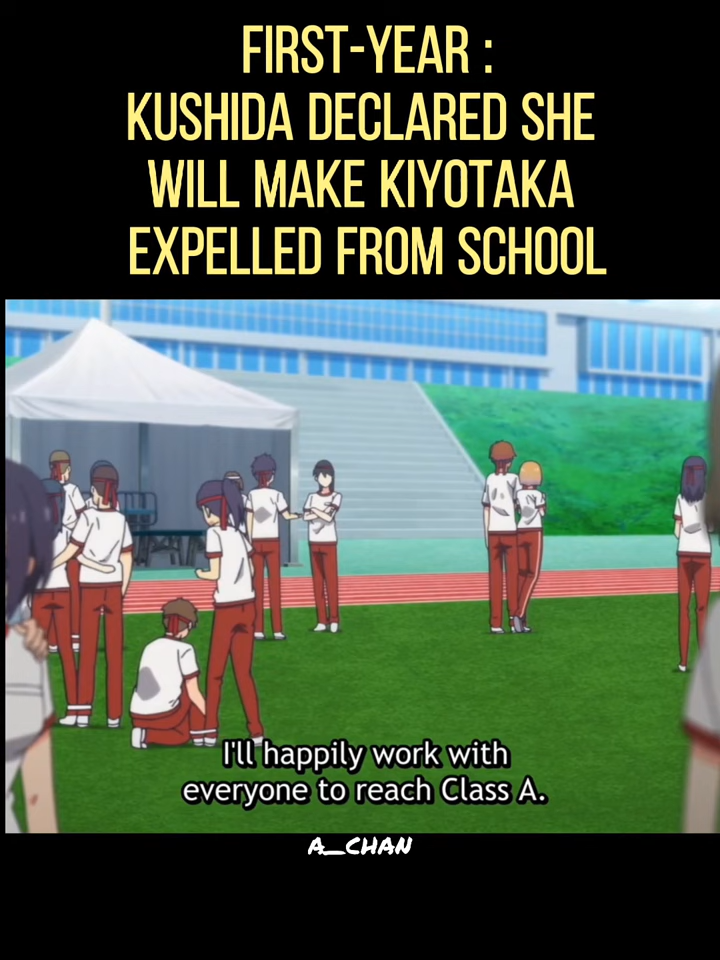 FIRST-YEAR :
KUSHIDA DECLARED SHE
WILL MAKE KIYOTAKA
EXPELLED FROM SCHOOL
I'll happily work with
everyone to reach Class A.
A_CHAN